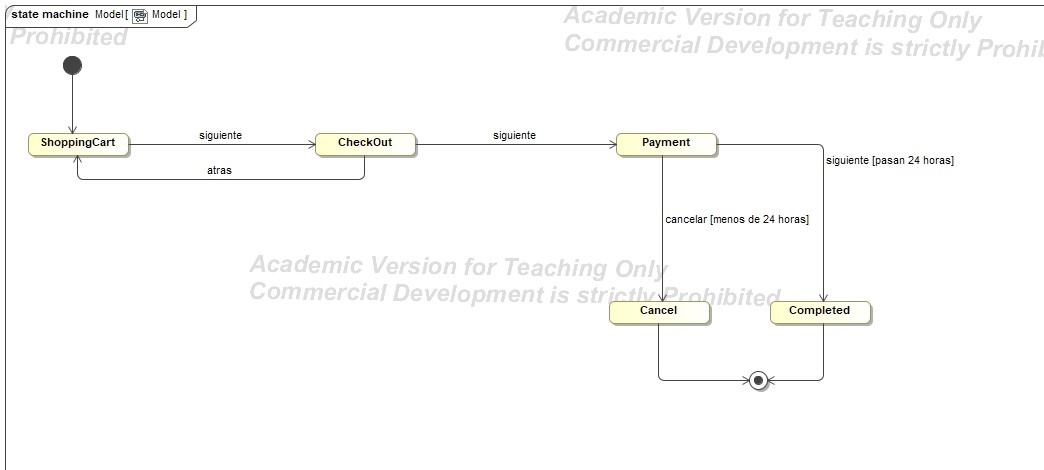 state machine Model[ Model ]
Academic Version for Teaching Only
Prohibited
Commercial Development is strictly Prohibi
ShoppingCart
siguiente
CheckOut
siguiente
Payment
siguiente [pasan 24 horas]
atras
cancelar [menos de 24 horas]
Academic Version for Teaching Only
Commercial Development is strictly Prohibited
Cancel
Completed